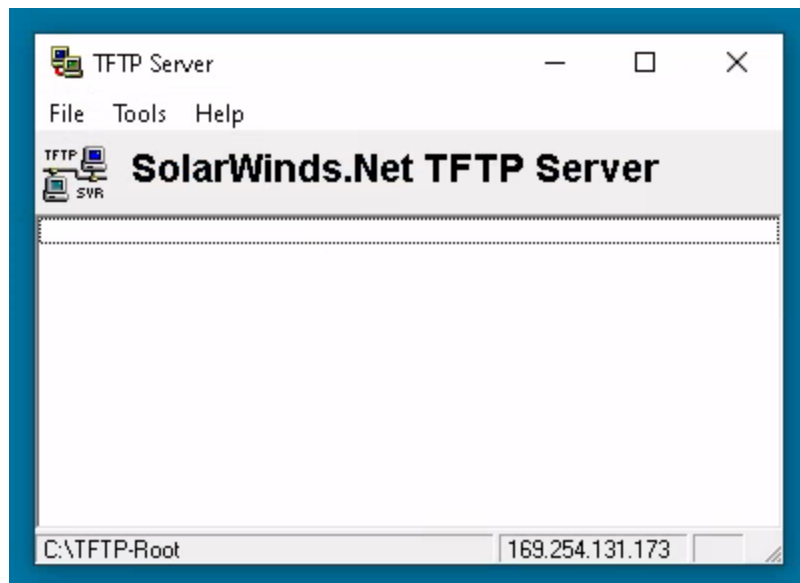 TFTP Server
File Tools Help
TFTP
SVR
SolarWinds.Net TFTP Server
C:\TFTP-Root 169.254.131.173